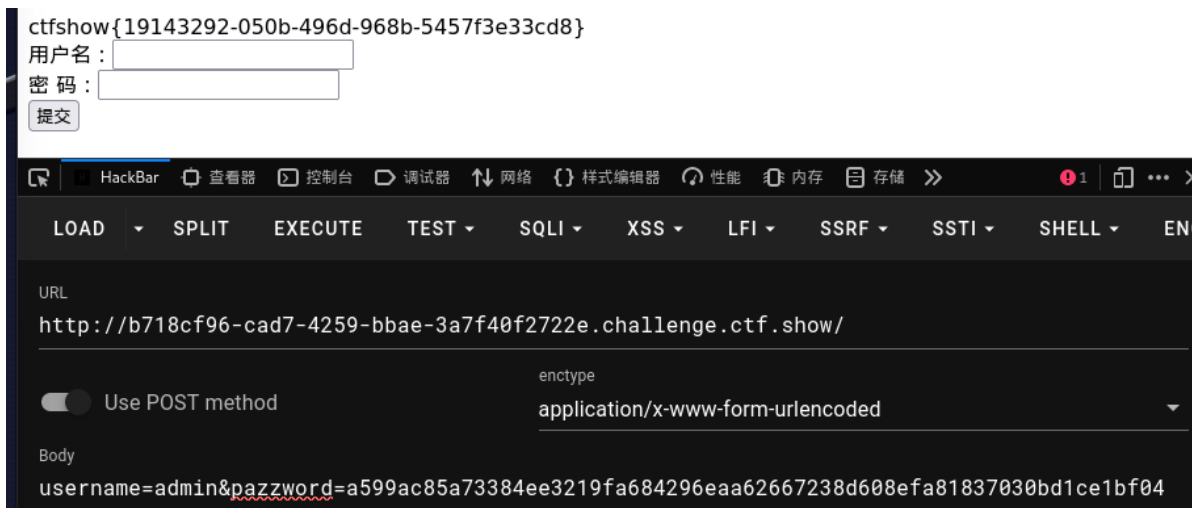 ctfshow{19143292-050b-496d-968b-5457f3e33cd8}
用户名：
密 码：
提交
HackBar 查看器 控制台 调试器 网络 {} 样式编辑器 性能 内存 存储 1
LOAD SPLIT EXECUTE TEST SQLI XSS LFI SSRF SSTI SHELL EN
URL
http://b718cf96-cad7-4259-bbae-3a7f40f2722e.challenge.ctf.show/
enctype
Use POST method application/x-www-form-urlencoded
Body
username=admin&pazzword=a599ac85a73384ee3219fa684296eaa62667238d608efa81837030bd1ce1bf04